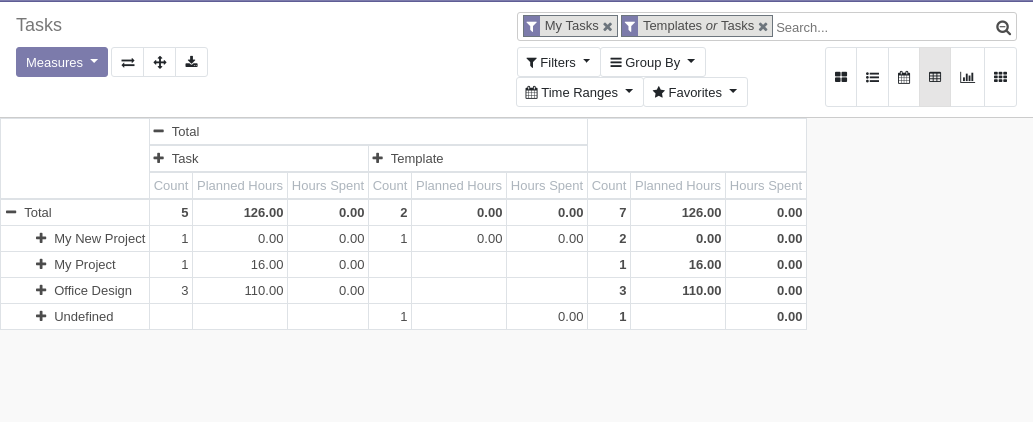 Tasks
My Tasks Templates or Tasks Search...
Measures
Filters Group By
Time Ranges Favorites
Total
Task Template
Count Planned Hours Hours Spent Count Planned Hours Hours Spent Count Planned Hours Hours Spent
Total 5 126.00 0.00 2 0.00 0.00 7 126.00 0.00
My New Project 1 0.00 0.00 1 0.00 0.00 2 0.00 0.00
My Project 1 16.00 0.00 1 16.00 0.00
Office Design 3 110.00 0.00 3 110.00 0.00
Undefined 1 0.00 1 0.00